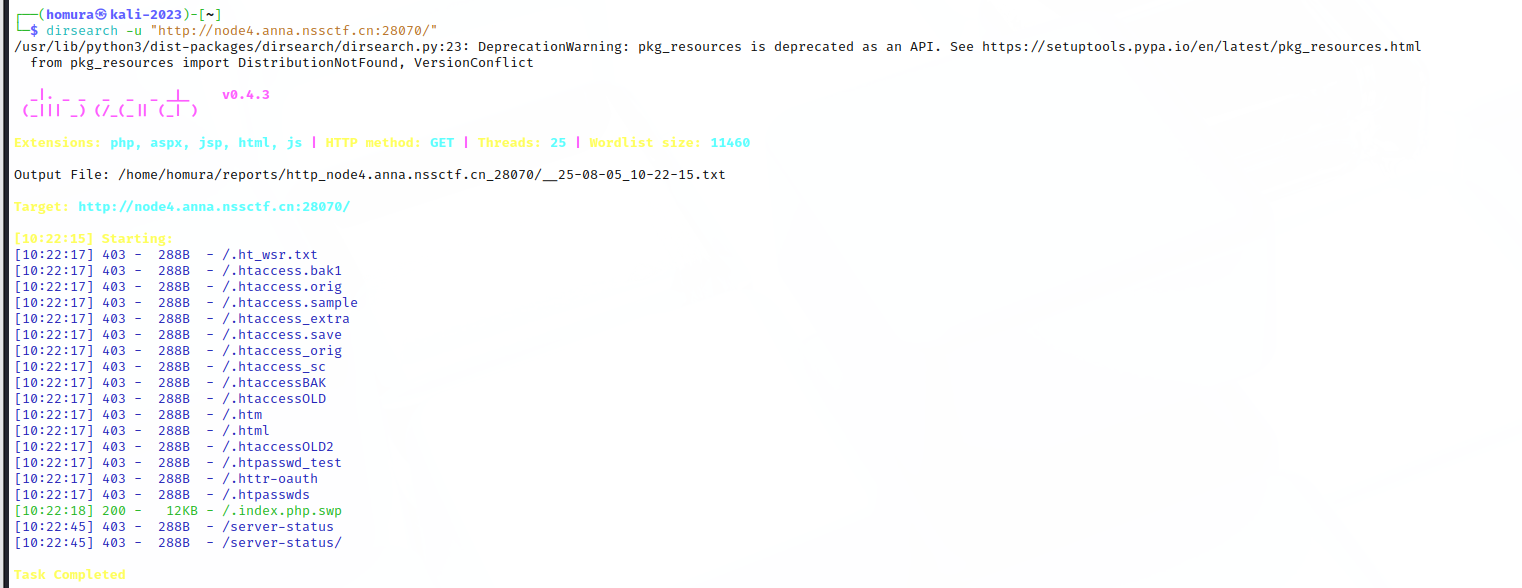 ┌──(homura㉿kali-2023)-[~]
└─$ dirsearch -u "http://node4.anna.nssctf.cn:28070/"
/usr/lib/python3/dist-packages/dirsearch/dirsearch.py:23: DeprecationWarning: pkg_resources is deprecated as an API. See https://setuptools.pypa.io/en/latest/pkg_resources.html
  from pkg_resources import DistributionNotFound, VersionConflict
  _|. _ _  _  _  _ _|_    v0.4.3
 (_||| _) (/_(_|| (_| )
Extensions: php, aspx, jsp, html, js | HTTP method: GET | Threads: 25 | Wordlist size: 11460
Output File: /home/homura/reports/http_node4.anna.nssctf.cn_28070/__25-08-05_10-22-15.txt
Target: http://node4.anna.nssctf.cn:28070/
[10:22:15] Starting:
[10:22:17] 403 -  288B  - /.ht_wsr.txt
[10:22:17] 403 -  288B  - /.htaccess.bak1
[10:22:17] 403 -  288B  - /.htaccess.orig
[10:22:17] 403 -  288B  - /.htaccess.sample
[10:22:17] 403 -  288B  - /.htaccess_extra
[10:22:17] 403 -  288B  - /.htaccess.save
[10:22:17] 403 -  288B  - /.htaccess_orig
[10:22:17] 403 -  288B  - /.htaccess_sc
[10:22:17] 403 -  288B  - /.htaccessBAK
[10:22:17] 403 -  288B  - /.htaccessOLD
[10:22:17] 403 -  288B  - /.htm
[10:22:17] 403 -  288B  - /.html
[10:22:17] 403 -  288B  - /.htaccessOLD2
[10:22:17] 403 -  288B  - /.htpasswd_test
[10:22:17] 403 -  288B  - /.httr-oauth
[10:22:17] 403 -  288B  - /.htpasswds
[10:22:18] 200 -   12KB - /.index.php.swp
[10:22:45] 403 -  288B  - /server-status
[10:22:45] 403 -  288B  - /server-status/
Task Completed